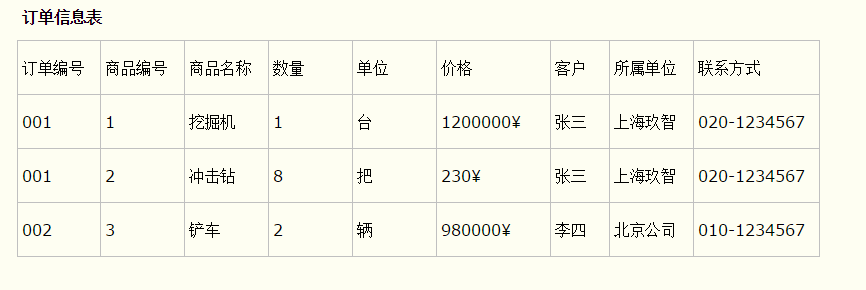 订单信息表
订单编号 商品编号 商品名称 数量 单位 价格 客户 所属单位 联系方式
001 1 挖掘机 1 台 1200000¥ 张三 上海玖智 020-1234567
001 2 冲击钻 8 把 230¥ 张三 上海玖智 020-1234567
002 3 铲车 2 辆 980000¥ 李四 北京公司 010-1234567